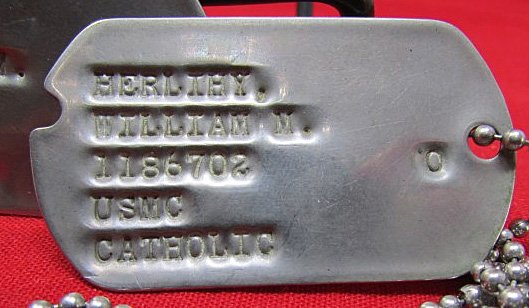 HERLIHY,
WILLIAM M.
1186702 O
USMC
CATHOLIC